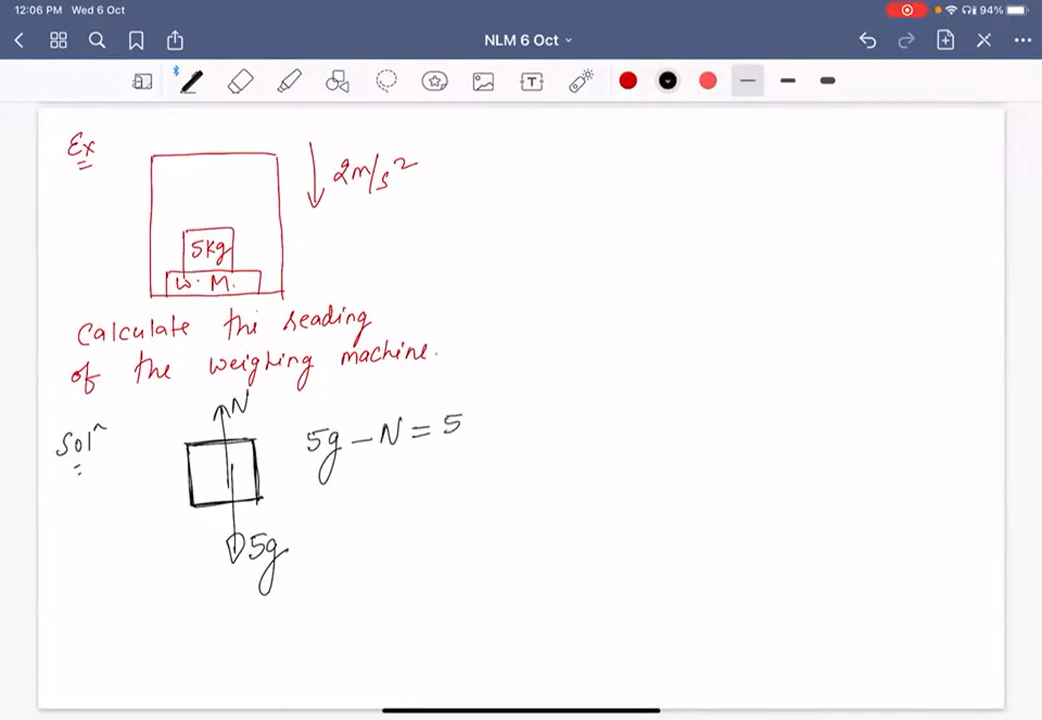 12:06 PM Wed 6 Oct
94%
NLM 6 Oct
T
Ex
2m/s²
5Kg
W. M.
Calculate the reading
of the weighing machine.
N
Solⁿ
5g – N = 5
5g